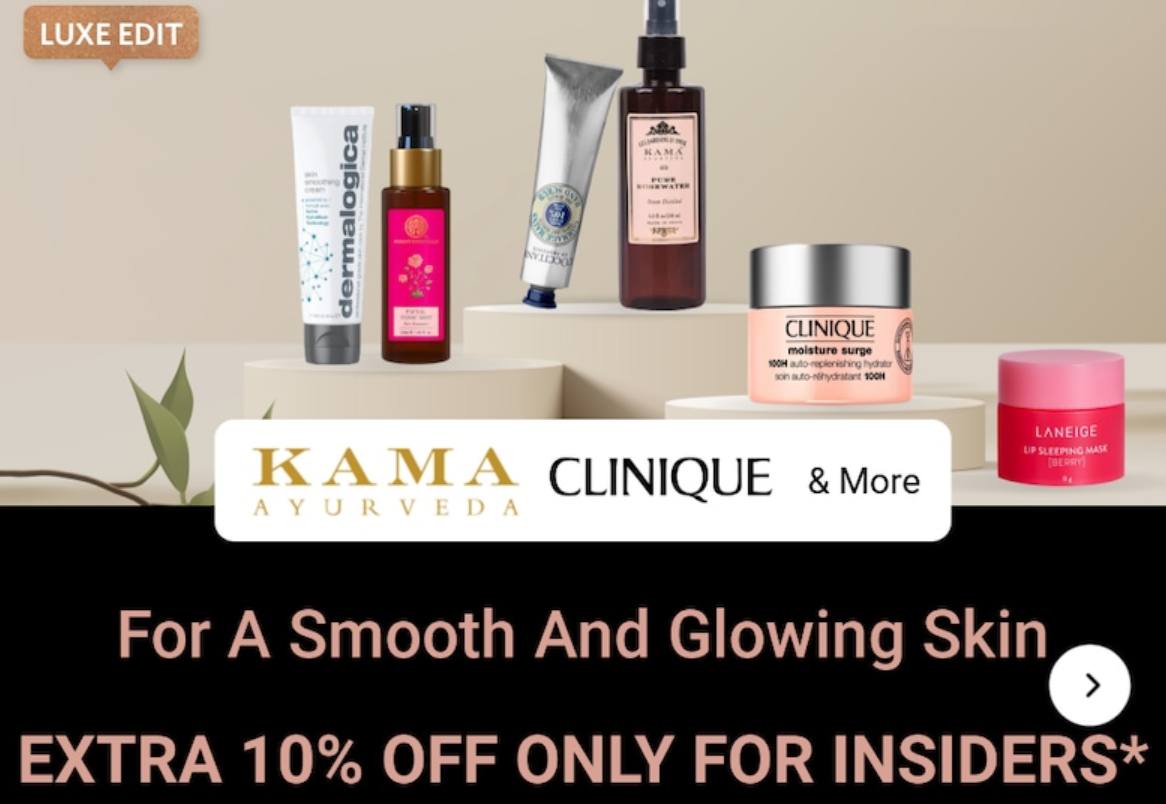 LUXE EDIT
skin
smoothing
cream
dermalogica
KAMA
PURE
ROSEWATER
L'OCCITANE
CLINIQUE
moisture surge
100H auto-replenishing hydrator
soin auto-réhydratant 100H
LANEIGE
LIP SLEEPING MASK
[BERRY]
KAMA
AYURVEDA
CLINIQUE
& More
For A Smooth And Glowing Skin
EXTRA 10% OFF ONLY FOR INSIDERS*